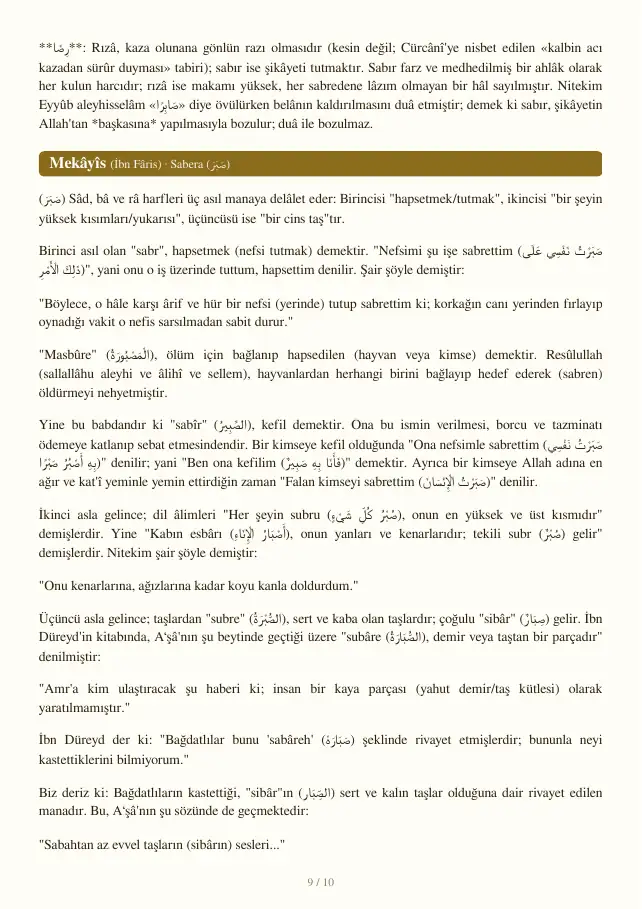 **رِضًا**: Rızâ, kaza olunana gönlün razı olmasıdır (kesin değil; Cürcânî'ye nisbet edilen «kalbin acı
kazadan sürûr duyması» tabiri); sabır ise şikâyeti tutmaktır. Sabır farz ve medhedilmiş bir ahlâk olarak
her kulun harcıdır; rızâ ise makamı yüksek, her sabredene lâzım olmayan bir hâl sayılmıştır. Nitekim
Eyyûb aleyhisselâm «صَابِرًا» diye övülürken belânın kaldırılmasını duâ etmiştir; demek ki sabır, şikâyetin
Allah'tan *başkasına* yapılmasıyla bozulur; duâ ile bozulmaz.
Mekâyîs (İbn Fâris) · Sabera (صَبَرَ)
(صَبَرَ) Sâd, bâ ve râ harfleri üç asıl manaya delâlet eder: Birincisi "hapsetmek/tutmak", ikincisi "bir şeyin
yüksek kısımları/yukarısı", üçüncüsü ise "bir cins taş"tır.
Birinci asıl olan "sabr", hapsetmek (nefsi tutmak) demektir. "Nefsimi şu işe sabrettim (صَبَرْتُ نَفْسِي عَلَى
ذَلِكَ الْأَمْرِ)", yani onu o iş üzerinde tuttum, hapsettim denilir. Şair şöyle demiştir:
"Böylece, o hâle karşı ârif ve hür bir nefsi (yerinde) tutup sabrettim ki; korkağın canı yerinden fırlayıp
oynadığı vakit o nefis sarsılmadan sabit durur."
"Masbûre" (الْمَصْبُورَةُ), ölüm için bağlanıp hapsedilen (hayvan veya kimse) demektir. Resûlullah
(sallallâhu aleyhi ve âlihî ve sellem), hayvanlardan herhangi birini bağlayıp hedef ederek (sabren)
öldürmeyi nehyetmiştir.
Yine bu babdandır ki "sabîr" (الصَّبِيرُ), kefil demektir. Ona bu ismin verilmesi, borcu ve tazminatı
ödemeye katlanıp sebat etmesindendir. Bir kimseye kefil olduğunda "Ona nefsimle sabrettim (صَبَرْتُ نَفْسِي
بِهِ أَصْبُرُ صَبْرًا)" denilir; yani "Ben ona kefilim (فَأَنَا بِهِ صَبِيرٌ)" demektir. Ayrıca bir kimseye Allah adına en
ağır ve kat'î yeminle yemin ettirdiğin zaman "Falan kimseyi sabrettim (صَبَرْتُ الْإِنْسَانَ)" denilir.
İkinci asla gelince; dil âlimleri "Her şeyin subru (صُبْرُ كُلِّ شَيْءٍ), onun en yüksek ve üst kısmıdır"
demişlerdir. Yine "Kabın esbârı (أَصْبَارُ الْإِنَاءِ), onun yanları ve kenarlarıdır; tekili subr (صُبْرٌ) gelir"
demişlerdir. Nitekim şair şöyle demiştir:
"Onu kenarlarına, ağızlarına kadar koyu kanla doldurdum."
Üçüncü asla gelince; taşlardan "subre" (الصُّبْرَةُ), sert ve kaba olan taşlardır; çoğulu "sibâr" (صِبَارٌ) gelir. İbn
Düreyd'in kitabında, A‘şâ'nın şu beytinde geçtiği üzere "subâre (الصُّبَارَةُ), demir veya taştan bir parçadır"
denilmiştir:
"Amr'a kim ulaştıracak şu haberi ki; insan bir kaya parçası (yahut demir/taş kütlesi) olarak
yaratılmamıştır."
İbn Düreyd der ki: "Bağdatlılar bunu 'sabâreh' (صَبَارَه) şeklinde rivayet etmişlerdir; bununla neyi
kastettiklerini bilmiyorum."
Biz deriz ki: Bağdatlıların kastettiği, "sibâr"ın (الصِّبَار) sert ve kalın taşlar olduğuna dair rivayet edilen
manadır. Bu, A‘şâ'nın şu sözünde de geçmektedir:
"Sabahtan az evvel taşların (sibârın) sesleri..."
9 / 10